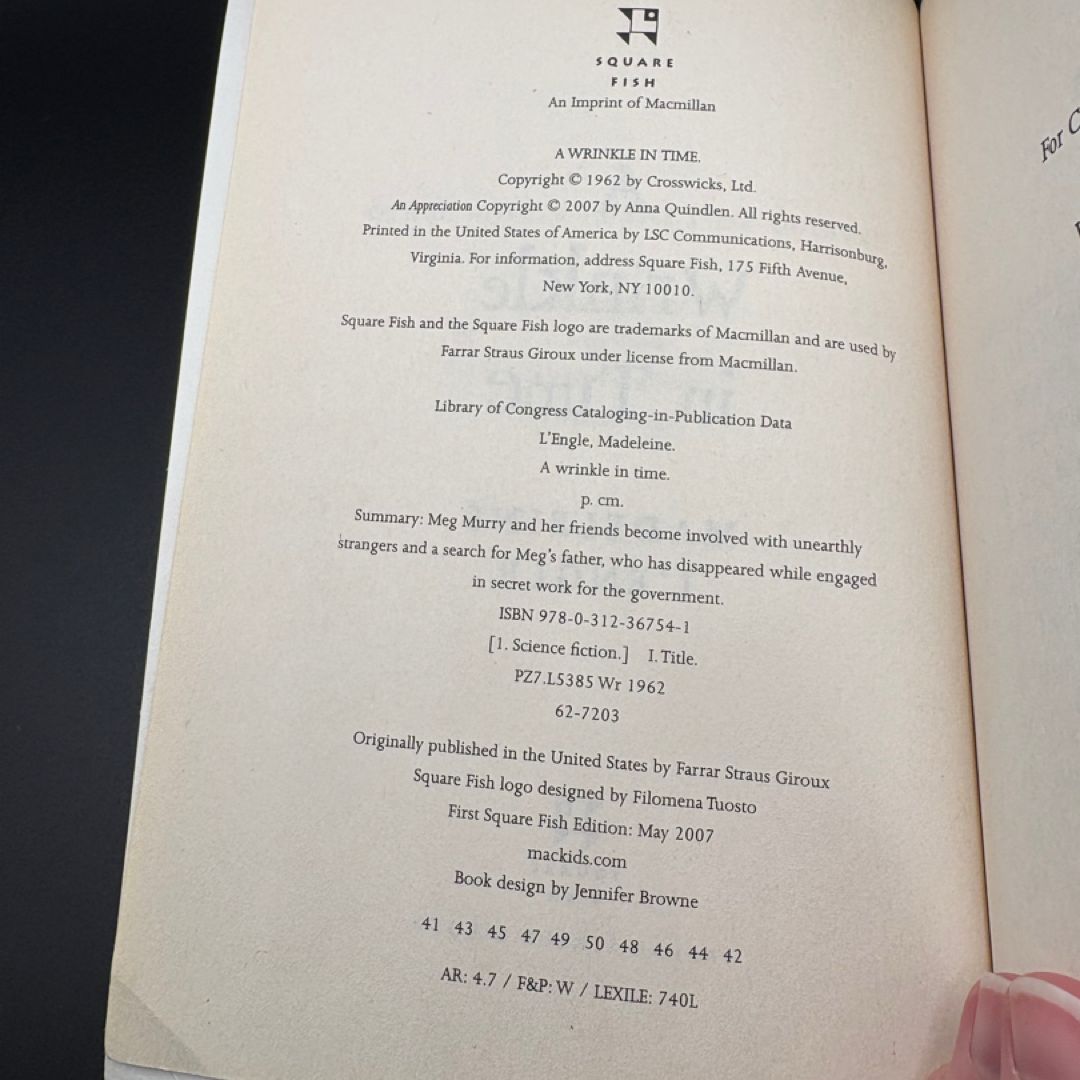 SQUARE
FISH
An Imprint of Macmillan
A WRINKLE IN TIME.
Copyright © 1962 by Crosswicks, Ltd.
An Appreciation Copyright © 2007 by Anna Quindlen. All rights reserved.
Printed in the United States of America by LSC Communications, Harrisonburg,
Virginia. For information, address Square Fish, 175 Fifth Avenue,
New York, NY 10010.
Square Fish and the Square Fish logo are trademarks of Macmillan and are used by
Farrar Straus Giroux under license from Macmillan.
Library of Congress Cataloging-in-Publication Data
L'Engle, Madeleine.
A wrinkle in time.
p. cm.
Summary: Meg Murry and her friends become involved with unearthly
strangers and a search for Meg's father, who has disappeared while engaged
in secret work for the government.
ISBN 978-0-312-36754-1
[1. Science fiction.] I. Title.
PZ7.L5385 Wr 1962
62-7203
Originally published in the United States by Farrar Straus Giroux
Square Fish logo designed by Filomena Tuosto
First Square Fish Edition: May 2007
mackids.com
Book design by Jennifer Browne
41 43 45 47 49 50 48 46 44 42
AR: 4.7 / F&P: W / LEXILE: 740L
For